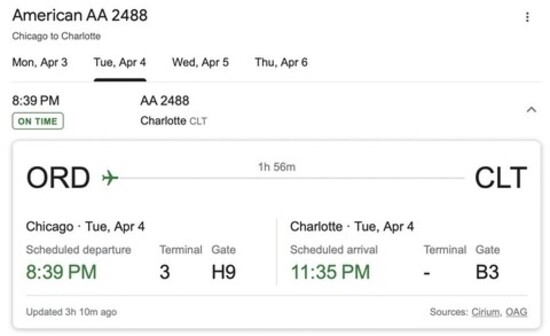 American AA 2488
Chicago to Charlotte
Mon, Apr 3 Tue, Apr 4 Wed, Apr 5 Thu, Apr 6
8:39 PM AA 2488
ON TIME Charlotte CLT
ORD 1h 56m CLT
Chicago · Tue, Apr 4 Charlotte · Tue, Apr 4
Scheduled departure Terminal Gate Scheduled arrival Terminal Gate
8:39 PM 3 H9 11:35 PM - B3
Updated 3h 10m ago Sources: Cirium, OAG